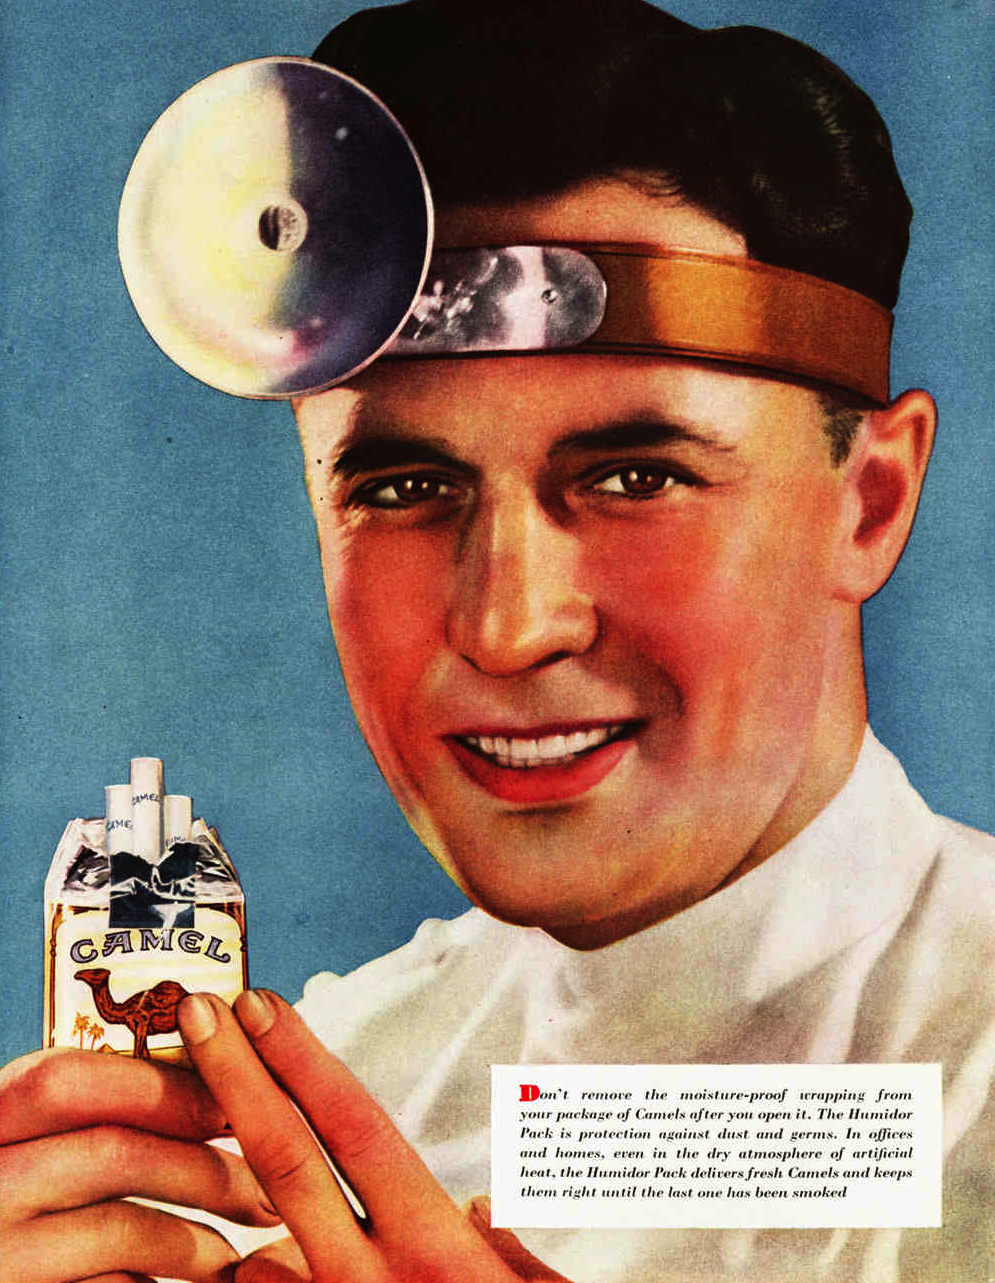 CAMEL
CAMEL
CAMEL
Don't remove the moisture-proof wrapping from
your package of Camels after you open it. The Humidor
Pack is protection against dust and germs. In offices
and homes, even in the dry atmosphere of artificial
heat, the Humidor Pack delivers fresh Camels and keeps
them right until the last one has been smoked